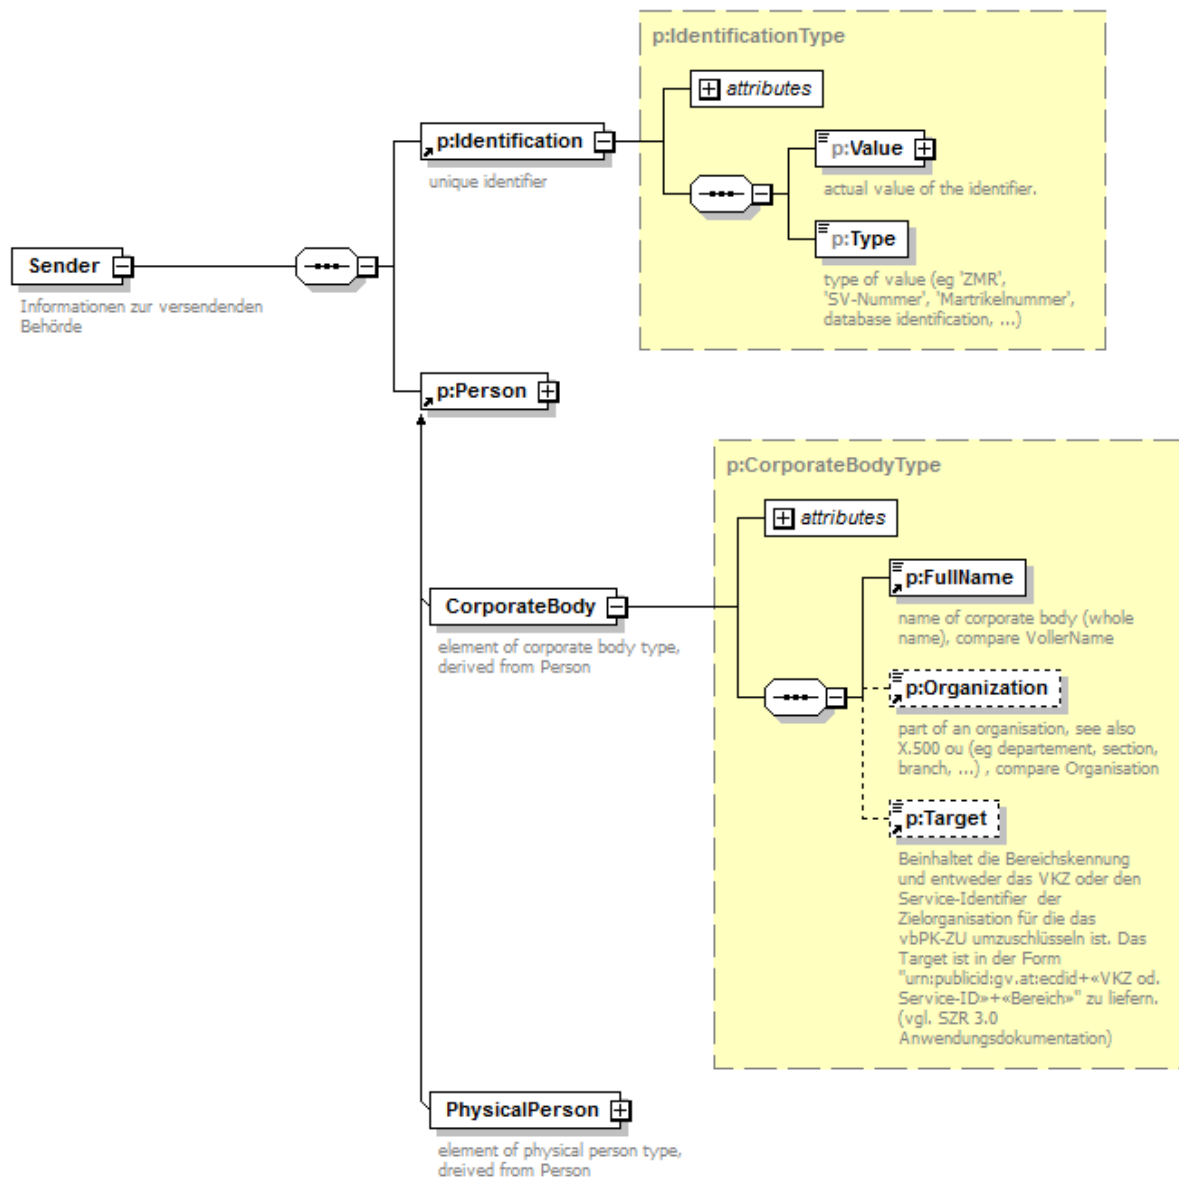 p:IdentificationType
attributes
p:Identification
unique identifier
p:Value
actual value of the identifier.
p:Type
type of value (eg 'ZMR',
'SV-Nummer', 'Martrikelnummer',
database identification, ...)
Sender
Informationen zur versendenden
Behörde
p:Person
p:CorporateBodyType
attributes
CorporateBody
element of corporate body type,
derived from Person
p:FullName
name of corporate body (whole
name), compare VollerName
p:Organization
part of an organisation, see also
X.500 ou (eg departement, section,
branch, ...) , compare Organisation
p:Target
Beinhaltet die Bereichskennung
und entweder das VKZ oder den
Service-Identifier der
Zielorganisation für die das
vbPK-ZU umzuschlüsseln ist. Das
Target ist in der Form
"urn:publicid:gv.at:ecdid+«VKZ od.
Service-ID»+«Bereich»" zu liefern.
(vgl. SZR 3.0
Anwendungsdokumentation)
PhysicalPerson
element of physical person type,
dreived from Person